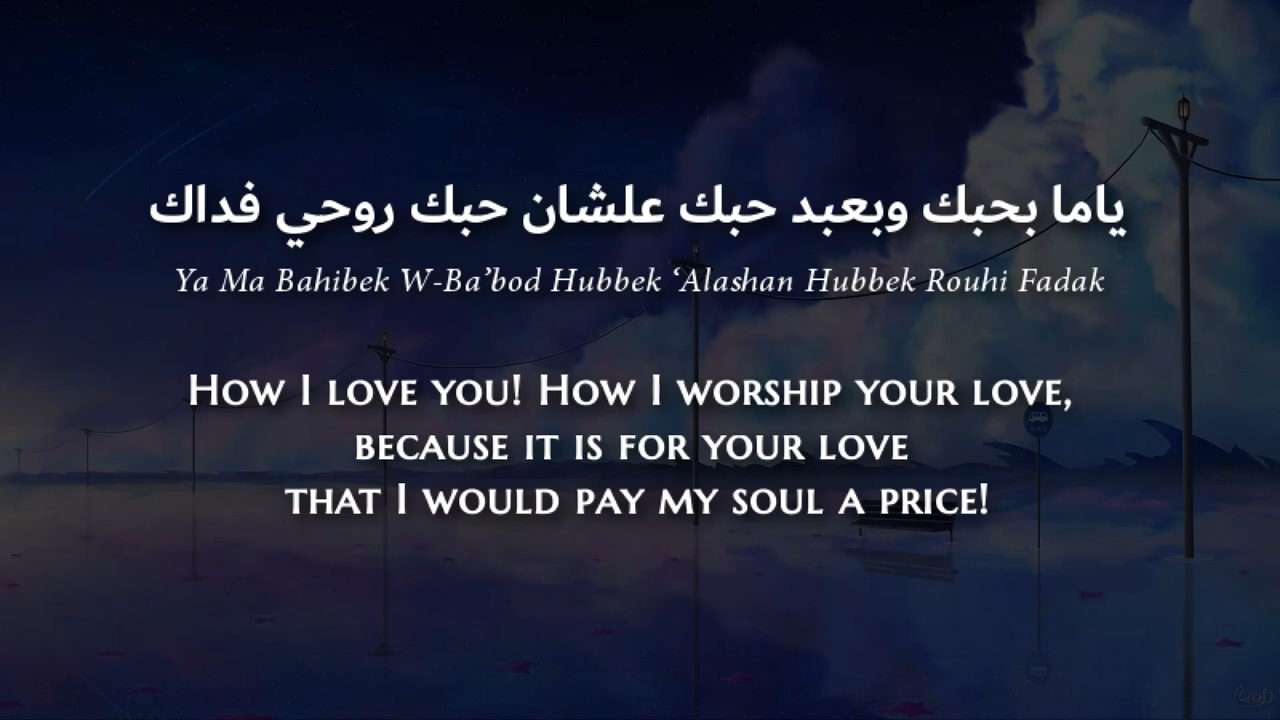 ياما بحبك وبعبد حبك علشان حبك روحي فداك
Ya Ma Bahibek W-Ba’bod Hubbek ‘Alashan Hubbek Rouhi Fadak
How I love you! How I worship your love,
because it is for your love
that I would pay my soul a price!